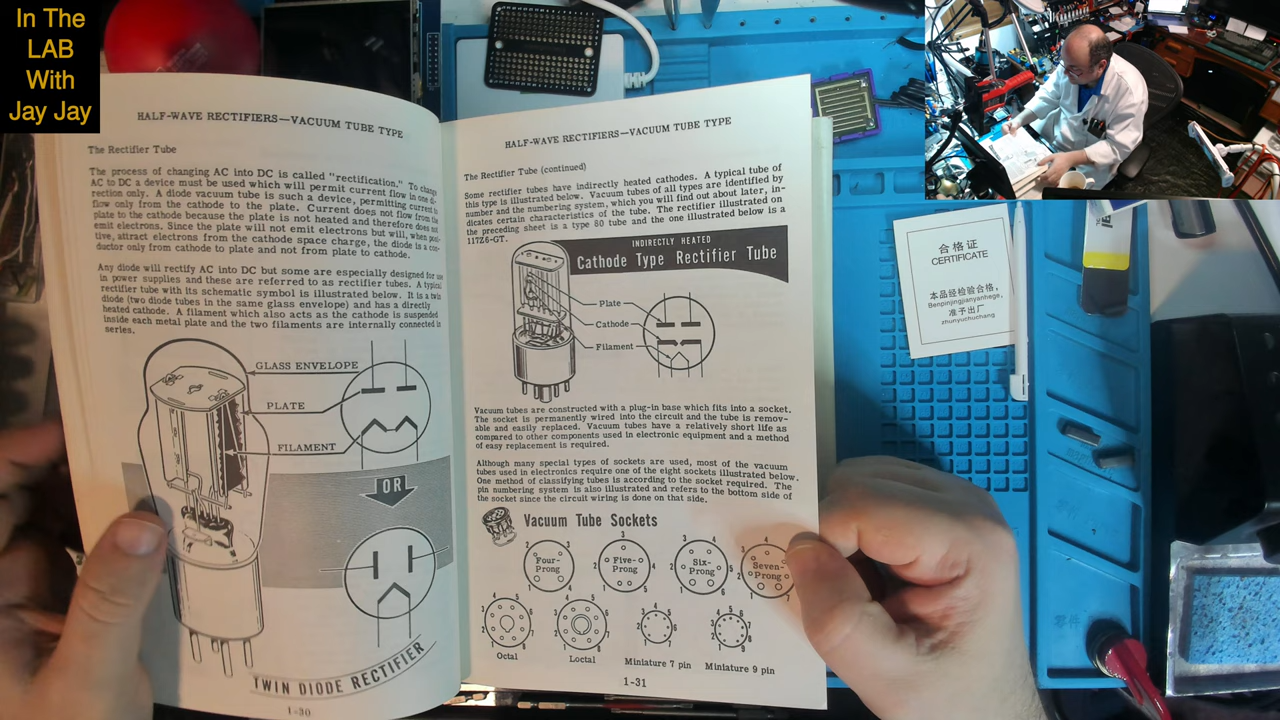 In The
LAB
With
Jay Jay
HALF-WAVE RECTIFIERS—VACUUM TUBE TYPE
The Rectifier Tube
The process of changing AC into DC is called "rectification." To change
AC to DC a device must be used which will permit current flow in one di-
rection only. A diode vacuum tube is such a device, permitting current to
flow only from the cathode to the plate. Current does not flow from the
plate to the cathode because the plate is not heated and therefore does not
emit electrons. Since the plate will not emit electrons but will, when posi-
tive, attract electrons from the cathode space charge, the diode is a con-
ductor only from cathode to plate and not from plate to cathode.
Any diode will rectify AC into DC but some are especially designed for use
in power supplies and these are referred to as rectifier tubes. A typical
rectifier tube with its schematic symbol is illustrated below. It is a twin
diode (two diode tubes in the same glass envelope) and has a directly
heated cathode. A filament which also acts as the cathode is suspended
inside each metal plate and the two filaments are internally connected in
series.
GLASS ENVELOPE
PLATE
FILAMENT
OR
TWIN DIODE RECTIFIER
1-30
HALF-WAVE RECTIFIERS—VACUUM TUBE TYPE
The Rectifier Tube (continued)
Some rectifier tubes have indirectly heated cathodes. A typical tube of
this type is illustrated below. Vacuum tubes of all types are identified by
number and the numbering system, which you will find out about later, in-
dicates certain characteristics of the tube. The rectifier illustrated on
the preceding sheet is a type 80 tube and the one illustrated below is a
117Z6-GT.
INDIRECTLY HEATED
Cathode Type Rectifier Tube
Plate
Cathode
Filament
Vacuum tubes are constructed with a plug-in base which fits into a socket.
The socket is permanently wired into the circuit and the tube is remov-
able and easily replaced. Vacuum tubes have a relatively short life as
compared to other components used in electronic equipment and a method
of easy replacement is required.
Although many special types of sockets are used, most of the vacuum
tubes used in electronics require one of the eight sockets illustrated below.
One method of classifying tubes is according to the socket required. The
pin numbering system is also illustrated and refers to the bottom side of
the socket since the circuit wiring is done on that side.
Vacuum Tube Sockets
Four-
Prong
Five-
Prong
Six-
Prong
Seven-
Prong
Octal
Loctal
Miniature 7 pin
Miniature 9 pin
1-31
合格证
CERTIFICATE
本品经检验合格，
Benpinjingjianyanhege,
准予出厂
zhunyuchuchang
零件